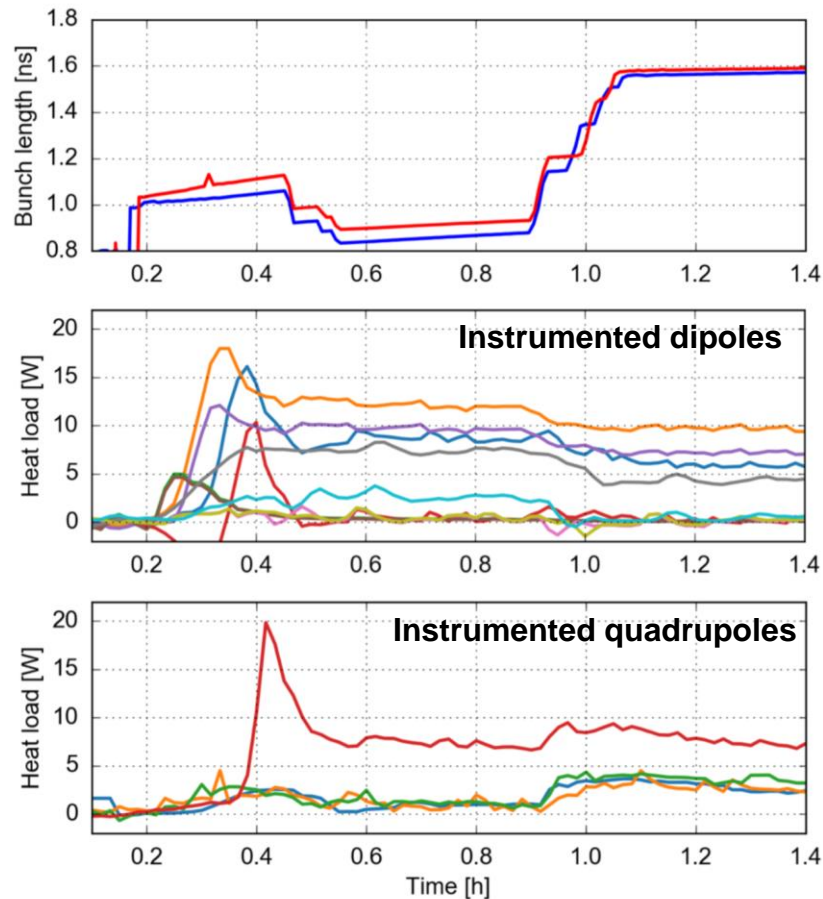 Bunch length [ns]
1.8
1.6
1.4
1.2
1.0
0.8
0.2 0.4 0.6 0.8 1.0 1.2 1.4
Instrumented dipoles
Heat load [W]
20
15
10
5
0
0.2 0.4 0.6 0.8 1.0 1.2 1.4
Instrumented quadrupoles
Heat load [W]
20
15
10
5
0
0.2 0.4 0.6 0.8 1.0 1.2 1.4
Time [h]